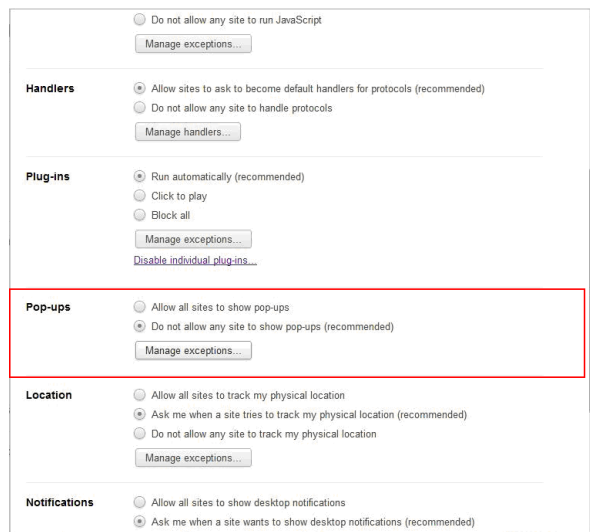 Do not allow any site to run JavaScript
Manage exceptions...
Handlers
Allow sites to ask to become default handlers for protocols (recommended)
Do not allow any site to handle protocols
Manage handlers...
Plug-ins
Run automatically (recommended)
Click to play
Block all
Manage exceptions...
Disable individual plug-ins...
Pop-ups
Allow all sites to show pop-ups
Do not allow any site to show pop-ups (recommended)
Manage exceptions...
Location
Allow all sites to track my physical location
Ask me when a site tries to track my physical location (recommended)
Do not allow any site to track my physical location
Manage exceptions...
Notifications
Allow all sites to show desktop notifications
Ask me when a site wants to show desktop notifications (recommended)